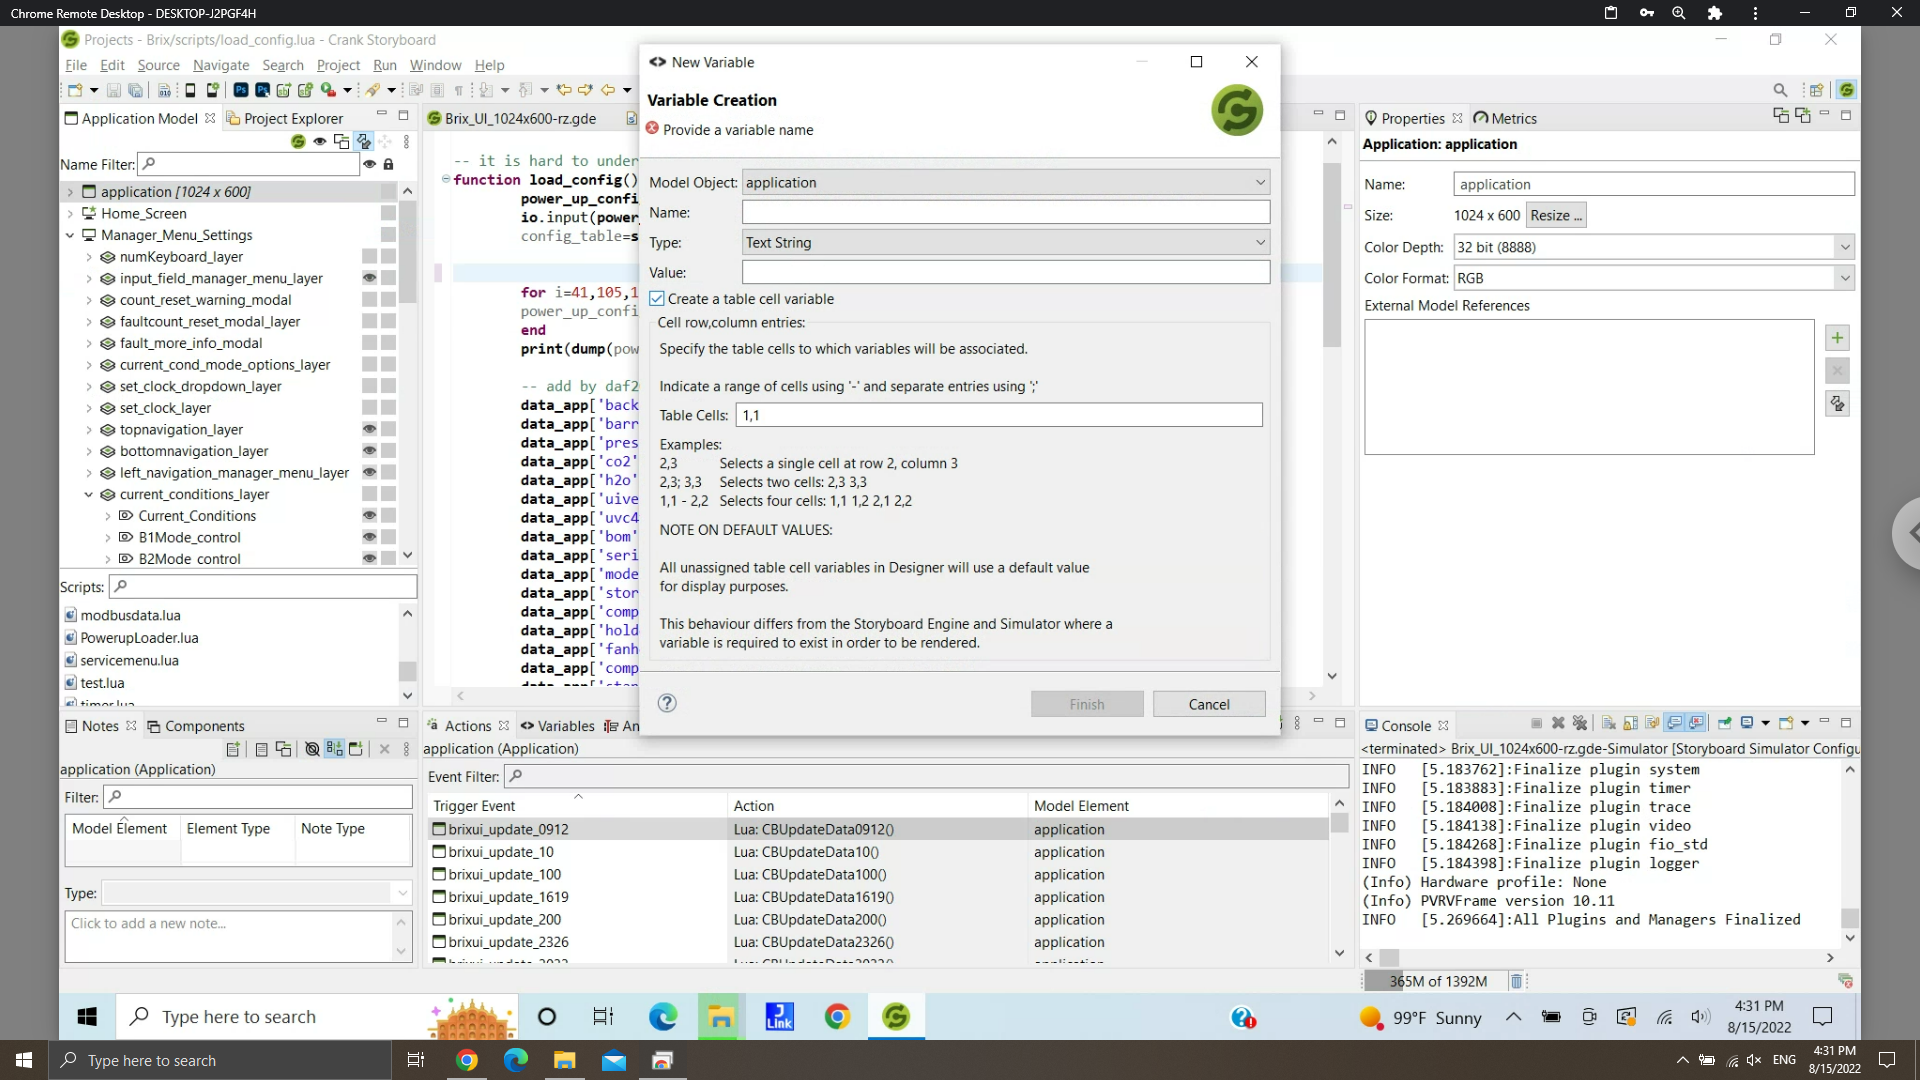 Chrome Remote Desktop - DESKTOP-J2PGF4H
Projects - Brix/scripts/load_config.lua - Crank Storyboard
File Edit Source Navigate Search Project Run Window Help
Application Model
Project Explorer
Name Filter:
application [1024 x 600]
Home_Screen
Manager_Menu_Settings
numKeyboard_layer
input_field_manager_menu_layer
count_reset_warning_modal
faultcount_reset_modal_layer
fault_more_info_modal
current_cond_mode_options_layer
set_clock_dropdown_layer
set_clock_layer
topnavigation_layer
bottomnavigation_layer
left_navigation_manager_menu_layer
current_conditions_layer
Current_Conditions
B1Mode_control
B2Mode_control
Scripts:
modbusdata.lua
PowerupLoader.lua
servicemenu.lua
test.lua
timer.lua
Brix_UI_1024x600-rz.gde
-- it is hard to under
function load_config()
power_up_confi
io.input(power
config_table=s
for i=41,105,1
power_up_confi
end
print(dump(pow
-- add by daf2
data_app['back
data_app['barr
data_app['pres
data_app['co2'
data_app['h2o'
data_app['uive
data_app['uvc4
data_app['bom'
data_app['seri
data_app['mode
data_app['stor
data_app['comp
data_app['hold
data_app['fanh
data_app['comp
New Variable
Variable Creation
Provide a variable name
Model Object: application
Name:
Type: Text String
Value:
Create a table cell variable
Cell row,column entries:
Specify the table cells to which variables will be associated.
Indicate a range of cells using '-' and separate entries using ';'
Table Cells: 1,1
Examples:
2,3 Selects a single cell at row 2, column 3
2,3; 3,3 Selects two cells: 2,3 3,3
1,1 - 2,2 Selects four cells: 1,1 1,2 2,1 2,2
NOTE ON DEFAULT VALUES:
All unassigned table cell variables in Designer will use a default value
for display purposes.
This behaviour differs from the Storyboard Engine and Simulator where a
variable is required to exist in order to be rendered.
Finish
Cancel
Properties
Metrics
Application: application
Name: application
Size: 1024 x 600 Resize ...
Color Depth: 32 bit (8888)
Color Format: RGB
External Model References
Notes
Components
application (Application)
Filter:
Model Element Element Type Note Type
Type:
Click to add a new note...
Actions
Variables
An
application (Application)
Event Filter:
Trigger Event Action Model Element
brixui_update_0912 Lua: CBUpdateData0912() application
brixui_update_10 Lua: CBUpdateData10() application
brixui_update_100 Lua: CBUpdateData100() application
brixui_update_1619 Lua: CBUpdateData1619() application
brixui_update_200 Lua: CBUpdateData200() application
brixui_update_2326 Lua: CBUpdateData2326() application
Console
<terminated> Brix_UI_1024x600-rz.gde-Simulator [Storyboard Simulator Configu
INFO [5.183762]:Finalize plugin system
INFO [5.183883]:Finalize plugin timer
INFO [5.184008]:Finalize plugin trace
INFO [5.184138]:Finalize plugin video
INFO [5.184268]:Finalize plugin fio_std
INFO [5.184398]:Finalize plugin logger
(Info) Hardware profile: None
(Info) PVRVFrame version 10.11
INFO [5.269664]:All Plugins and Managers Finalized
365M of 1392M
Type here to search
J Link
99°F Sunny
4:31 PM
8/15/2022
Type here to search
ENG
4:31 PM
8/15/2022